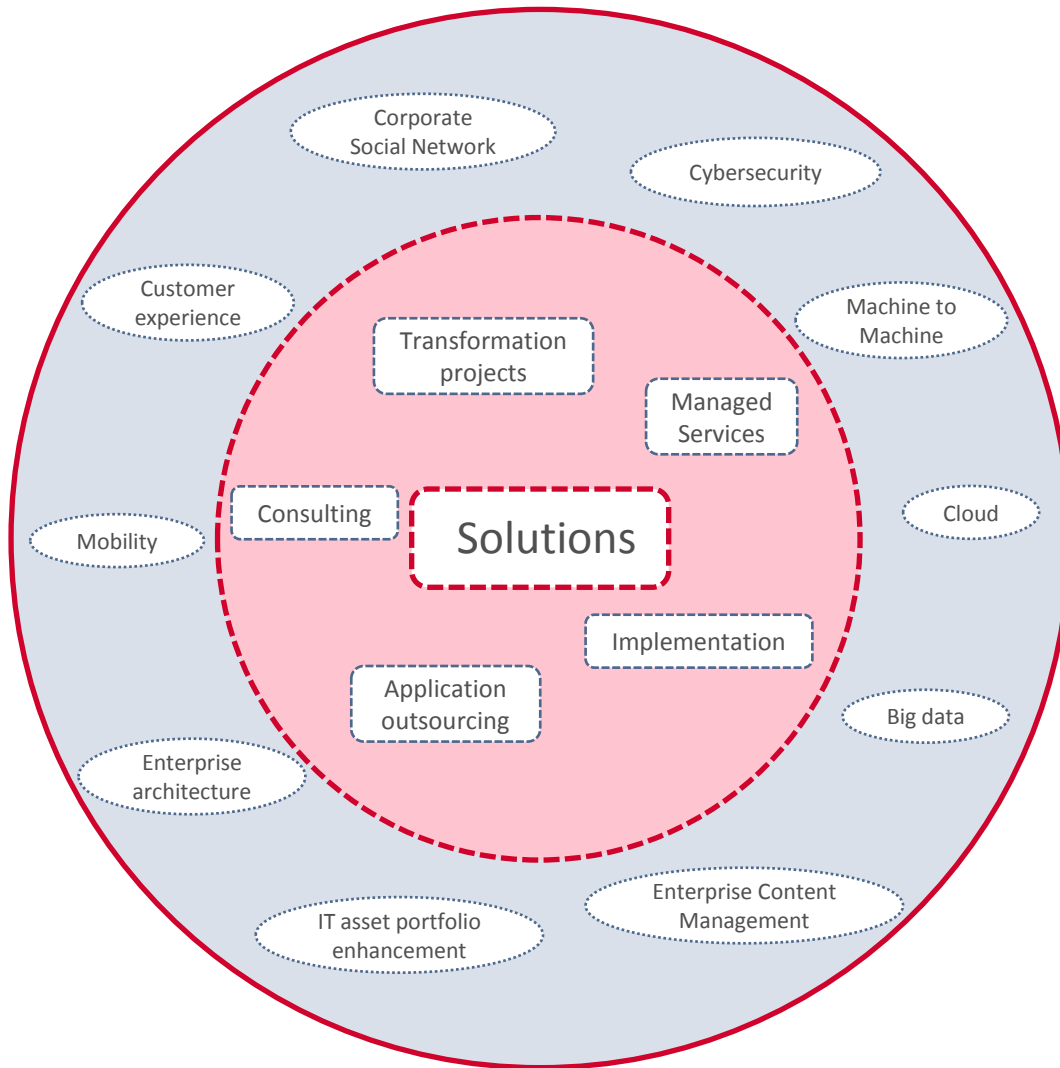 Corporate
Social Network
Cybersecurity
Customer
experience
Machine to
Machine
Transformation
projects
Managed
Services
Consulting
Solutions
Cloud
Mobility
Implementation
Application
outsourcing
Big data
Enterprise
architecture
Enterprise Content
Management
IT asset portfolio
enhancement